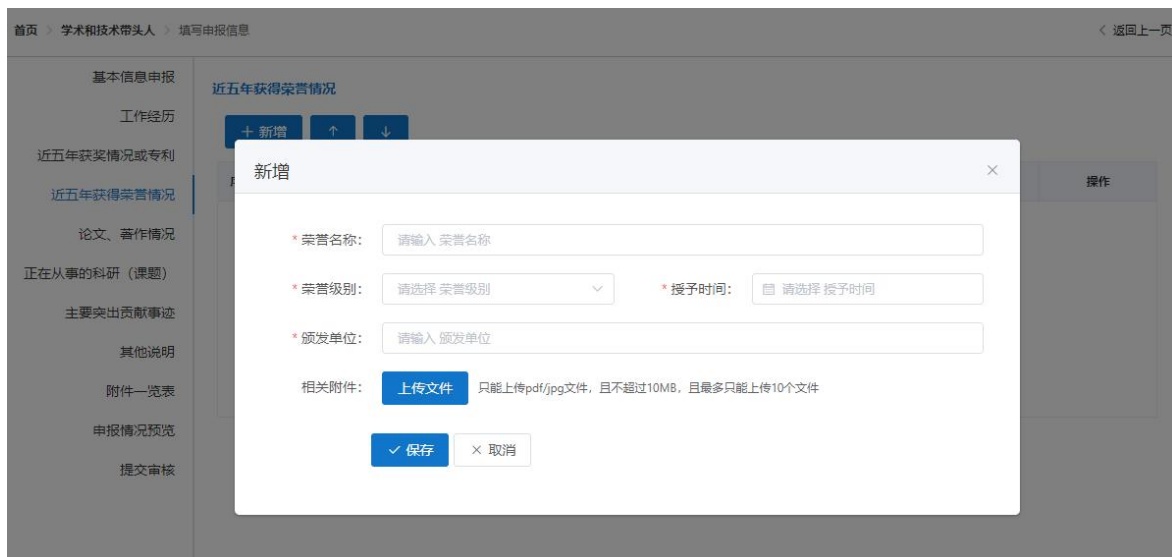 首页 > 学术和技术带头人 > 填写申报信息
< 返回上一页
基本信息申报
工作经历
近五年获奖情况或专利
近五年获得荣誉情况
论文、著作情况
正在从事的科研（课题）
主要突出贡献事迹
其他说明
附件一览表
申报情况预览
提交审核
近五年获得荣誉情况
+ 新增 ↑ ↓
操作
新增 ×
* 荣誉名称： 请输入 荣誉名称
* 荣誉级别： 请选择 荣誉级别 * 授予时间： 请选择 授予时间
* 颁发单位： 请输入 颁发单位
相关附件： 上传文件 只能上传pdf/jpg文件，且不超过10MB，且最多只能上传10个文件
✓ 保存 × 取消